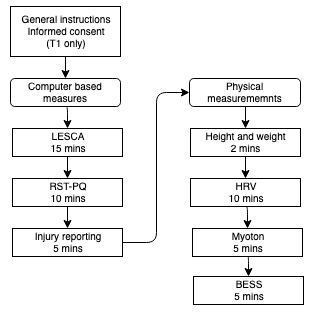 General instructions
Informed consent
(T1 only)
Computer based
measures
LESCA
15 mins
RST-PQ
10 mins
Injury reporting
5 mins
Physical
measurememnts
Height and weight
2 mins
HRV
10 mins
Myoton
5 mins
BESS
5 mins